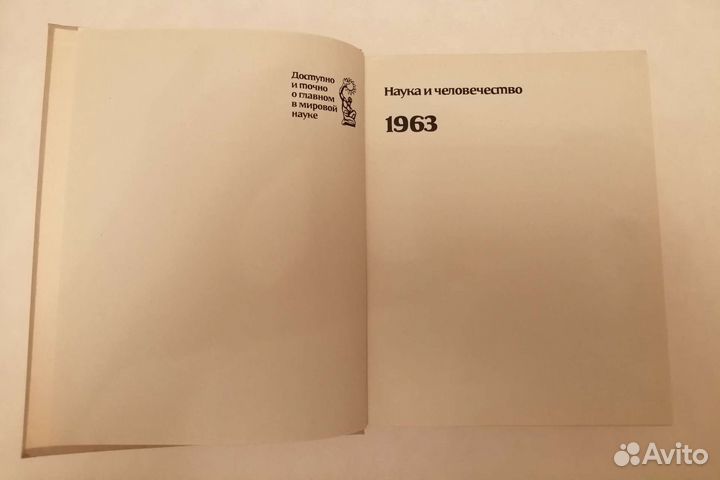 Доступно
и точно
о главном
в мировой
науке
Наука и человечество
1963
Avito